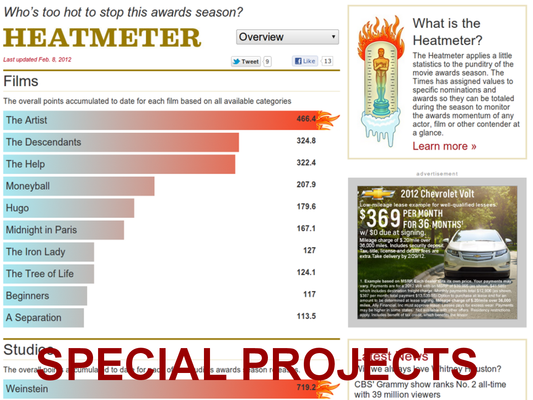 Who's too hot to stop this awards season?
HEATMETER
Overview
Last updated Feb. 8, 2012
Tweet 9
Like 13
Films
The overall points accumulated to date for each film based on all available categories
The Artist 466.4
The Descendants 324.8
The Help 322.4
Moneyball 207.9
Hugo 179.6
Midnight in Paris 167.1
The Iron Lady 127
The Tree of Life 124.1
Beginners 117
A Separation 113.5
Studios
The overall points accumulated to date for each of the studios awards season releases.
Weinstein 719.2
What is the
Heatmeter?
The Heatmeter applies a little
statistics to the punditry of the
movie awards season. The
Times has assigned values to
specific nominations and
awards so they can be totaled
during the season to monitor
the awards momentum of any
actor, film or other contender at
a glance.
Learn more »
advertisement
CHEVROLET
2012 Chevrolet Volt
Low-mileage lease example for well-qualified lessees:
$369 PER MONTH
FOR 36 MONTHS¹
w/ $0 due at signing.
Mileage charge of $.20/mile over
36,000 miles. Includes security deposit.
Tax, title, license and dealer fees are
extra. Take delivery by 2/29/12.
Latest News
Why we always love Whitney Houston?
CBS' Grammy show ranks No. 2 all-time
with 39 million viewers
SPECIAL PROJECTS